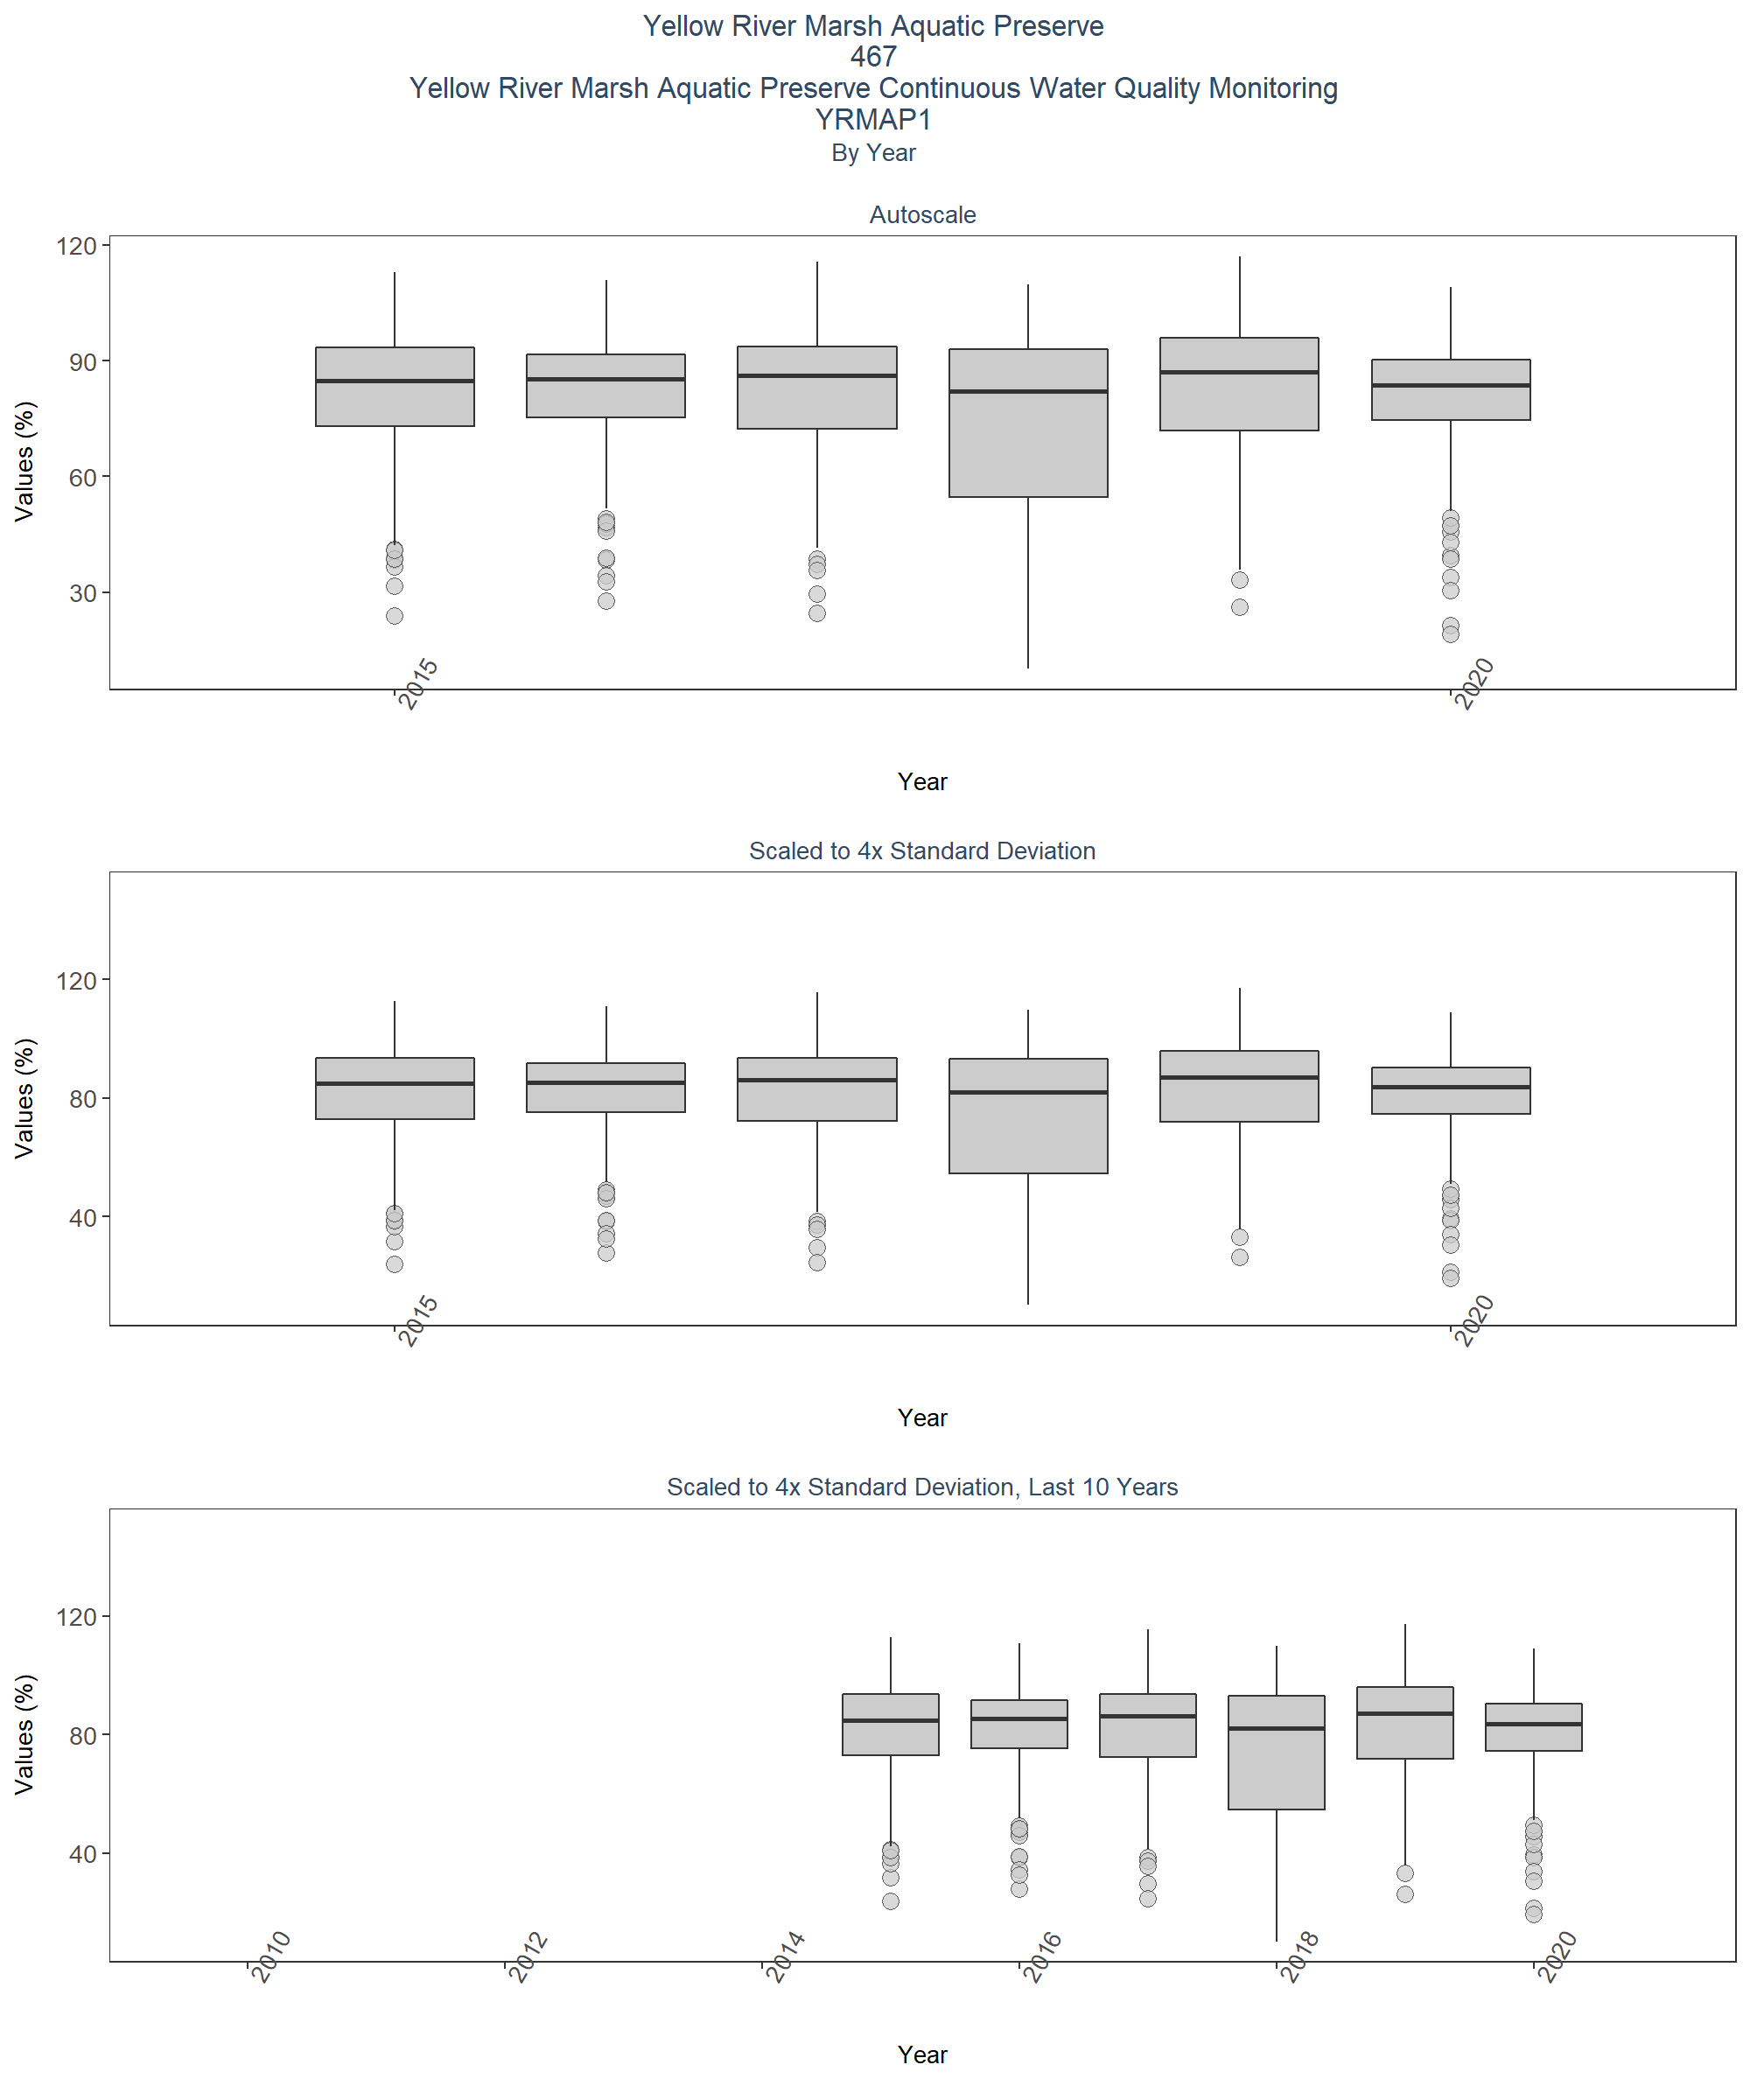 Yellow River Marsh Aquatic Preserve
467
Yellow River Marsh Aquatic Preserve Continuous Water Quality Monitoring
YRMAP1
By Year
Autoscale
120
90
60
30
Values (%)
2015
2020
Year
Scaled to 4x Standard Deviation
120
80
40
Values (%)
2015
2020
Year
Scaled to 4x Standard Deviation, Last 10 Years
120
80
40
Values (%)
2010
2012
2014
2016
2018
2020
Year